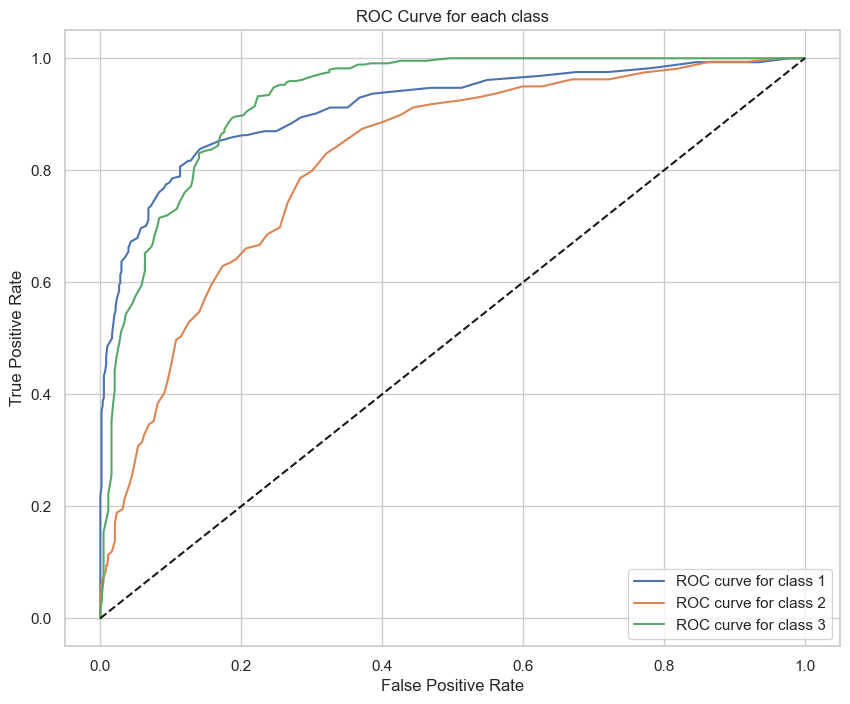 ROC Curve for each class
True Positive Rate
1.0
0.8
0.6
0.4
0.2
0.0
0.0 0.2 0.4 0.6 0.8 1.0
False Positive Rate
ROC curve for class 1
ROC curve for class 2
ROC curve for class 3